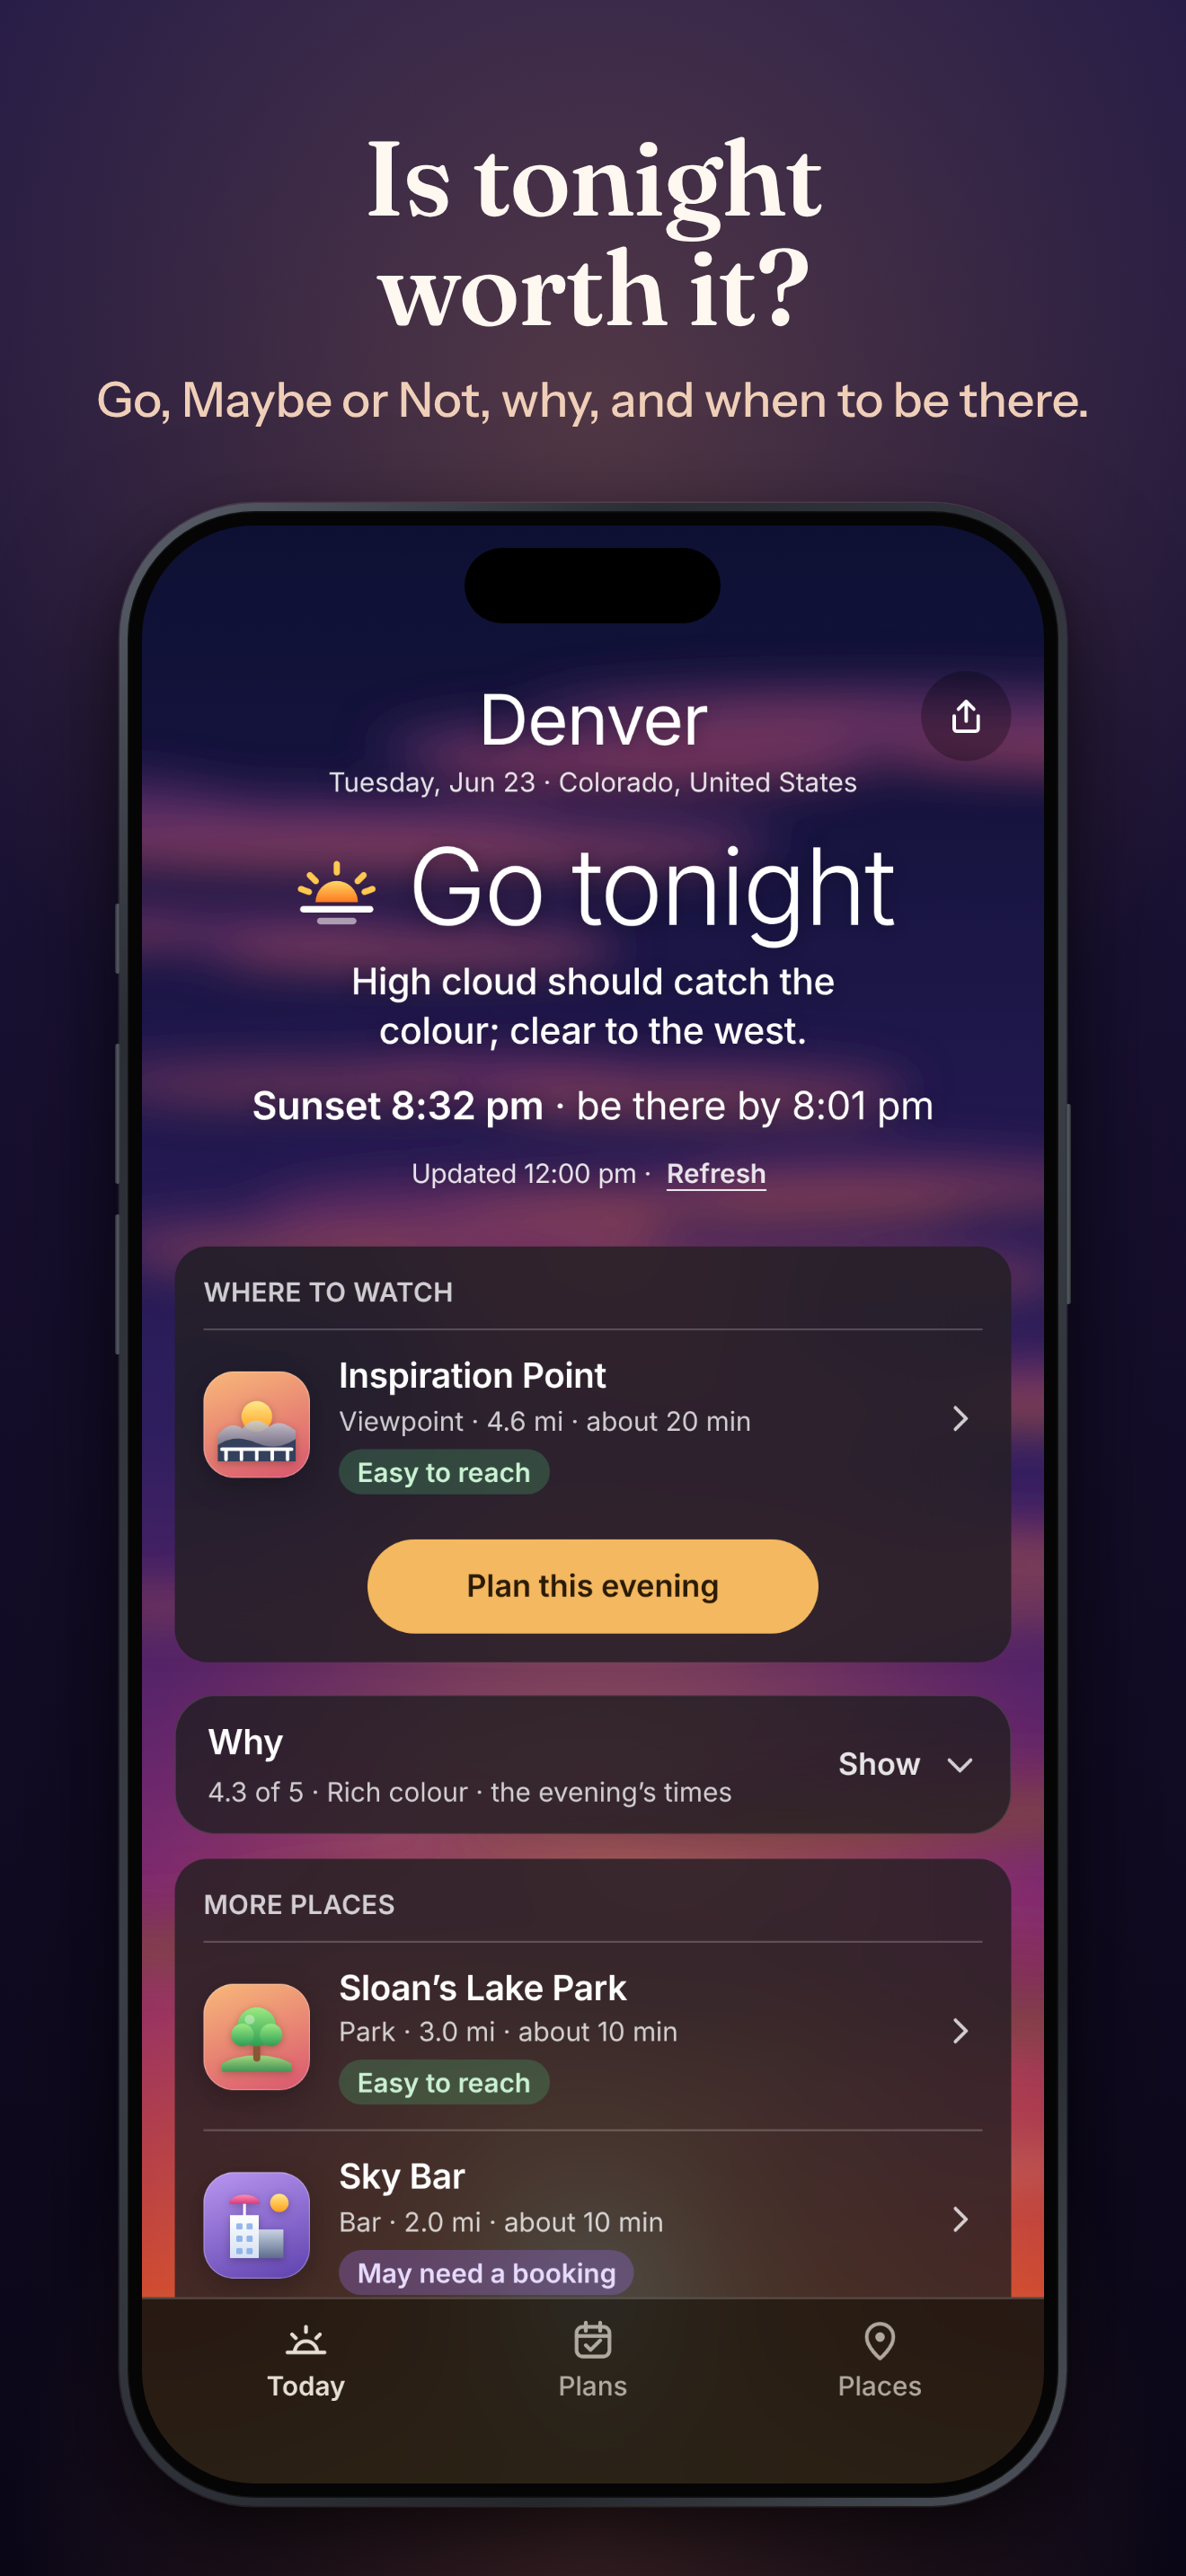 Is tonight
worth it?
Go, Maybe or Not, why, and when to be there.
Denver
Tuesday, Jun 23 · Colorado, United States
Go tonight
High cloud should catch the
colour; clear to the west.
Sunset 8:32 pm · be there by 8:01 pm
Updated 12:00 pm · Refresh
WHERE TO WATCH
Inspiration Point
Viewpoint · 4.6 mi · about 20 min
Easy to reach
Plan this evening
Why
4.3 of 5 · Rich colour · the evening’s times
Show
MORE PLACES
Sloan’s Lake Park
Park · 3.0 mi · about 10 min
Easy to reach
Sky Bar
Bar · 2.0 mi · about 10 min
May need a booking
Today
Plans
Places